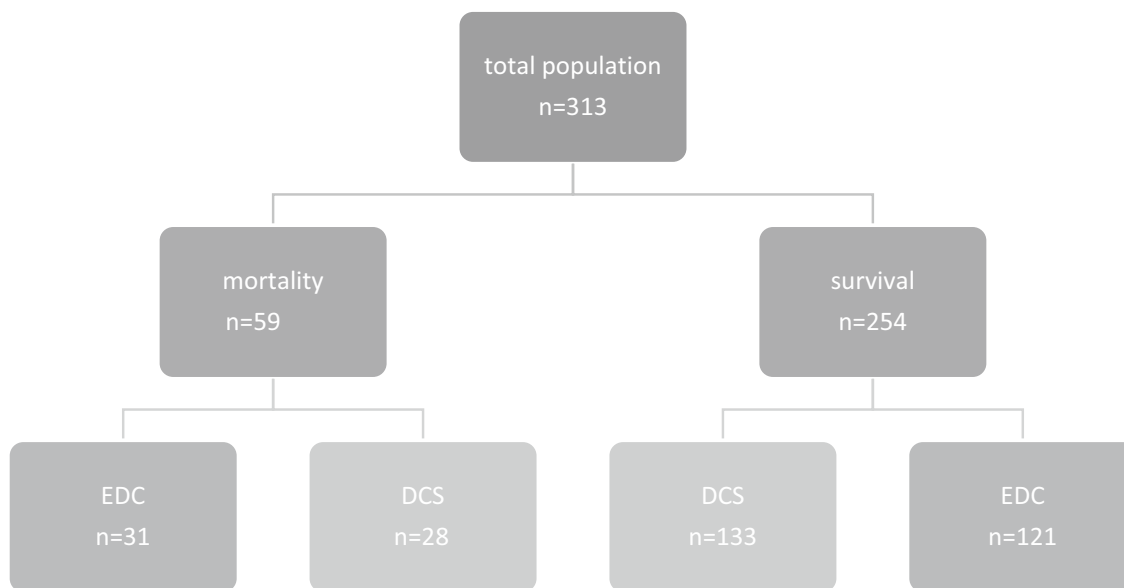 total population
n=313
mortality
n=59
survival
n=254
EDC
n=31
DCS
n=28
DCS
n=133
EDC
n=121